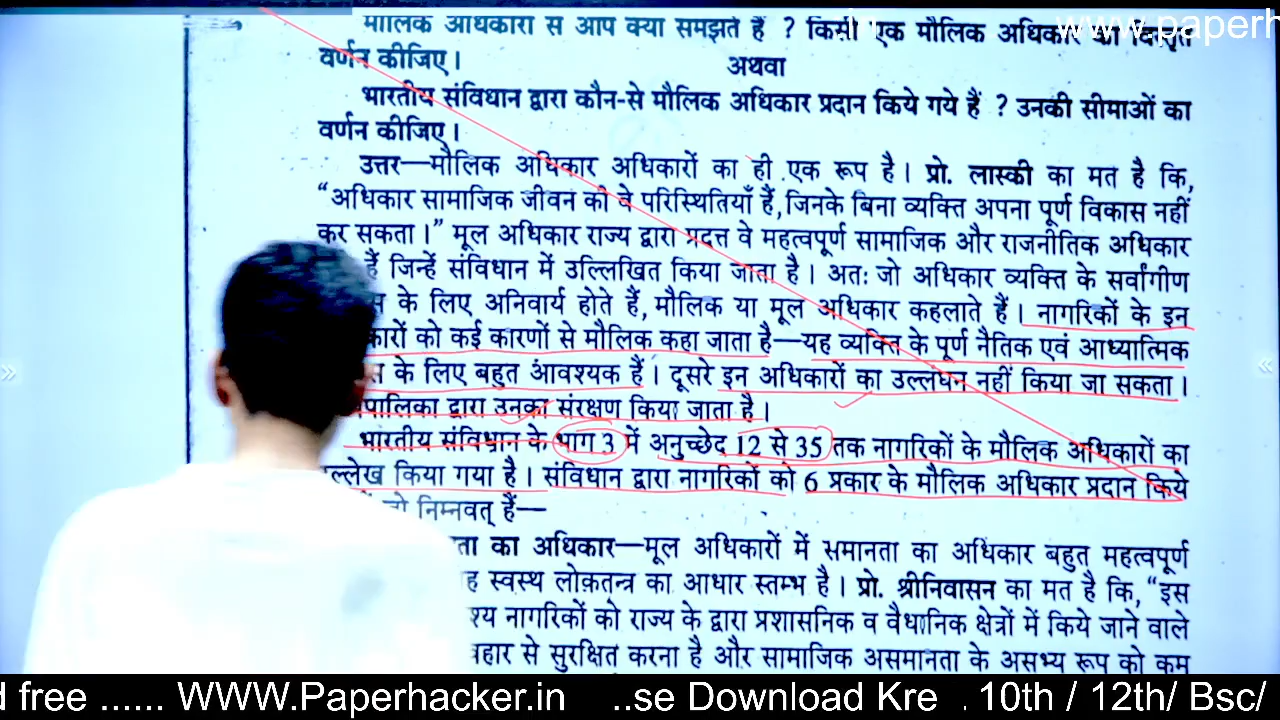 मौलिक अधिकारों से आप क्या समझते हैं ? किसी एक मौलिक अधिकार का विस्तृत
वर्णन कीजिए।
अथवा
भारतीय संविधान द्वारा कौन-से मौलिक अधिकार प्रदान किये गये हैं ? उनकी सीमाओं का
वर्णन कीजिए।
उत्तर—मौलिक अधिकार अधिकारों का ही एक रूप है। प्रो. लास्की का मत है कि,
“अधिकार सामाजिक जीवन की वे परिस्थितियाँ हैं, जिनके बिना व्यक्ति अपना पूर्ण विकास नहीं
कर सकता।” मूल अधिकार राज्य द्वारा प्रदत्त वे महत्वपूर्ण सामाजिक और राजनीतिक अधिकार
हैं जिन्हें संविधान में उल्लिखित किया जाता है। अतः जो अधिकार व्यक्ति के सर्वांगीण
के लिए अनिवार्य होते हैं, मौलिक या मूल अधिकार कहलाते हैं। नागरिकों के इन
कारों को कई कारणों से मौलिक कहा जाता है—यह व्यक्ति के पूर्ण नैतिक एवं आध्यात्मिक
के लिए बहुत आवश्यक हैं। दूसरे इन अधिकारों का उल्लंघन नहीं किया जा सकता।
पालिका द्वारा उनका संरक्षण किया जाता है।
भारतीय संविधान के भाग 3 में अनुच्छेद 12 से 35 तक नागरिकों के मौलिक अधिकारों का
ल्लेख किया गया है। संविधान द्वारा नागरिकों को 6 प्रकार के मौलिक अधिकार प्रदान किये
निम्नवत् हैं—
ता का अधिकार—मूल अधिकारों में समानता का अधिकार बहुत महत्वपूर्ण
ह स्वस्थ लोकतन्त्र का आधार स्तम्भ है। प्रो. श्रीनिवासन का मत है कि, “इस
श्य नागरिकों को राज्य के द्वारा प्रशासनिक व वैधानिक क्षेत्रों में किये जाने वाले
वहार से सुरक्षित करना है और सामाजिक असमानता के असभ्य रूप को कम
in www.paperh
d free ...... WWW.Paperhacker.in ..se Download Kre . 10th / 12th/ Bsc/